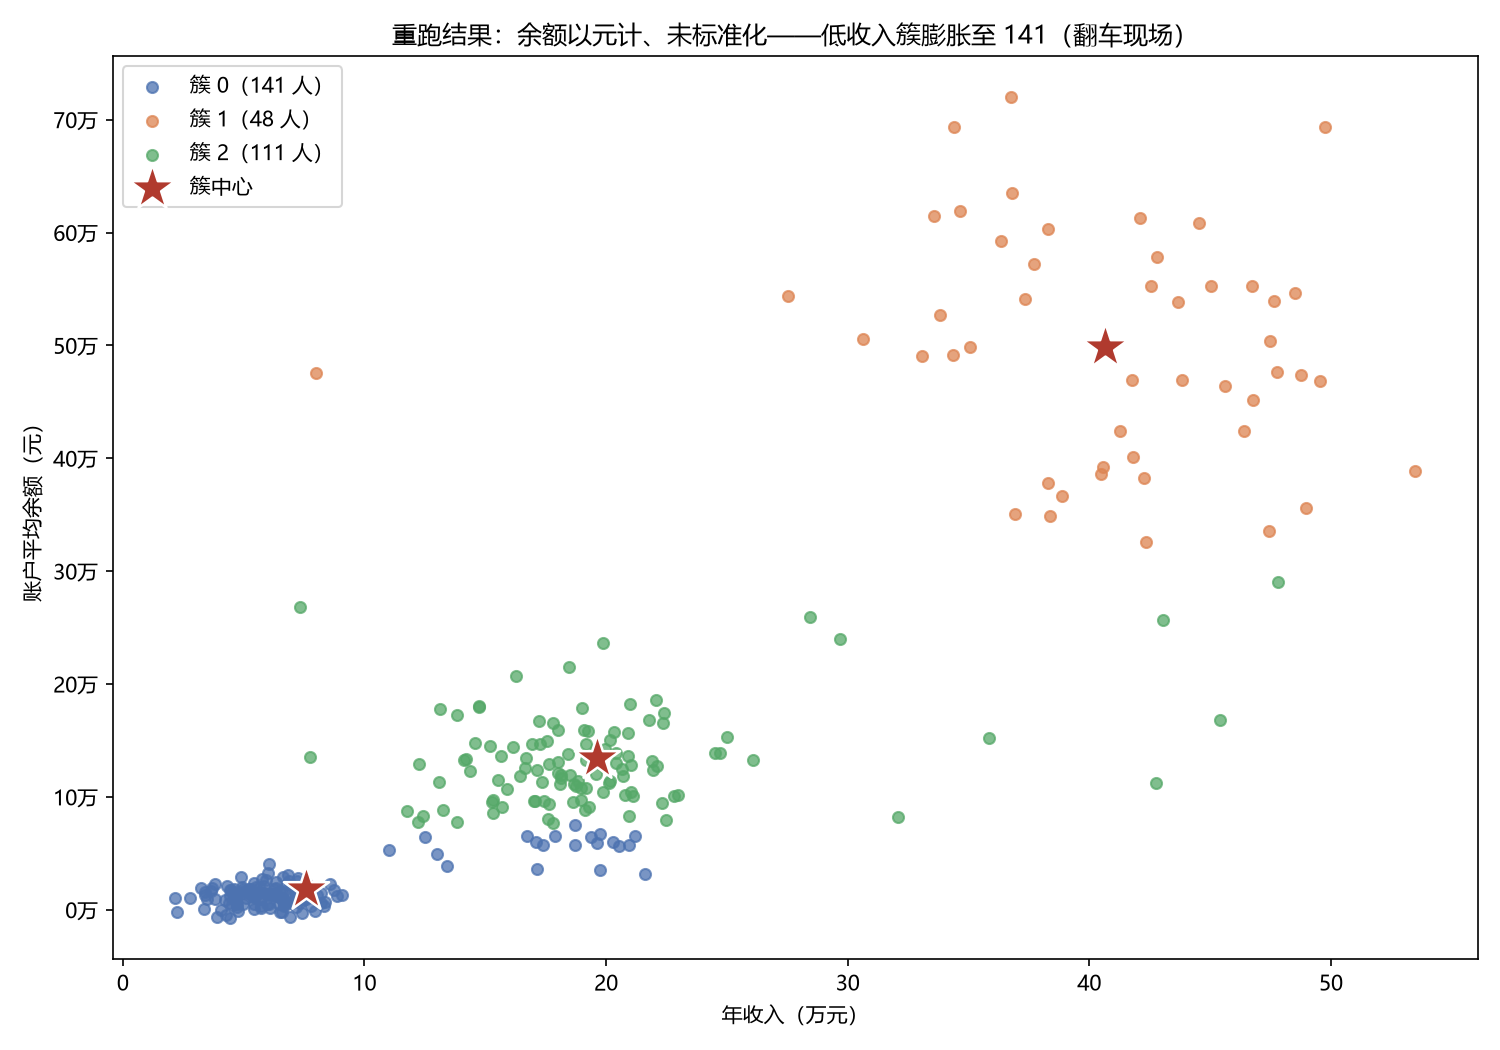 重跑结果：余额以元计、未标准化——低收入簇膨胀至 141（翻车现场）
簇 0（141 人）
簇 1（48 人）
簇 2（111 人）
簇中心
70万
60万
50万
40万
30万
20万
10万
0万
账户平均余额（元）
0 10 20 30 40 50
年收入（万元）